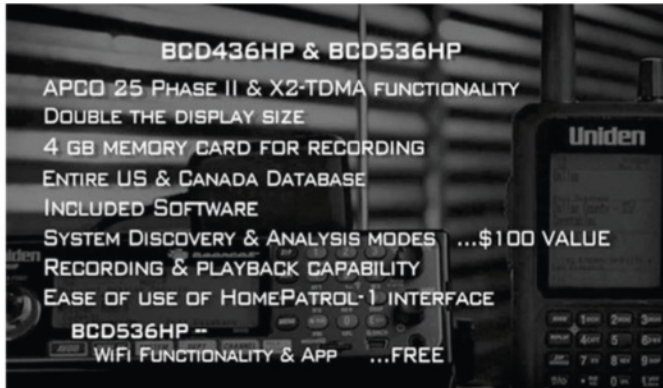 BCD436HP & BCD536HP
APCO 25 PHASE II & X2-TDMA FUNCTIONALITY
DOUBLE THE DISPLAY SIZE
Uniden
4 GB MEMORY CARD FOR RECORDING
ENTIRE US & CANADA DATABASE
INCLUDED SOFTWARE
SYSTEM DISCOVERY & ANALYSIS MODES ...$100 VALUE
RECORDING & PLAYBACK CAPABILITY
EASE OF USE OF HOMEPATROL-1 INTERFACE
BCD536HP --
WIFI FUNCTIONALITY & APP ...FREE